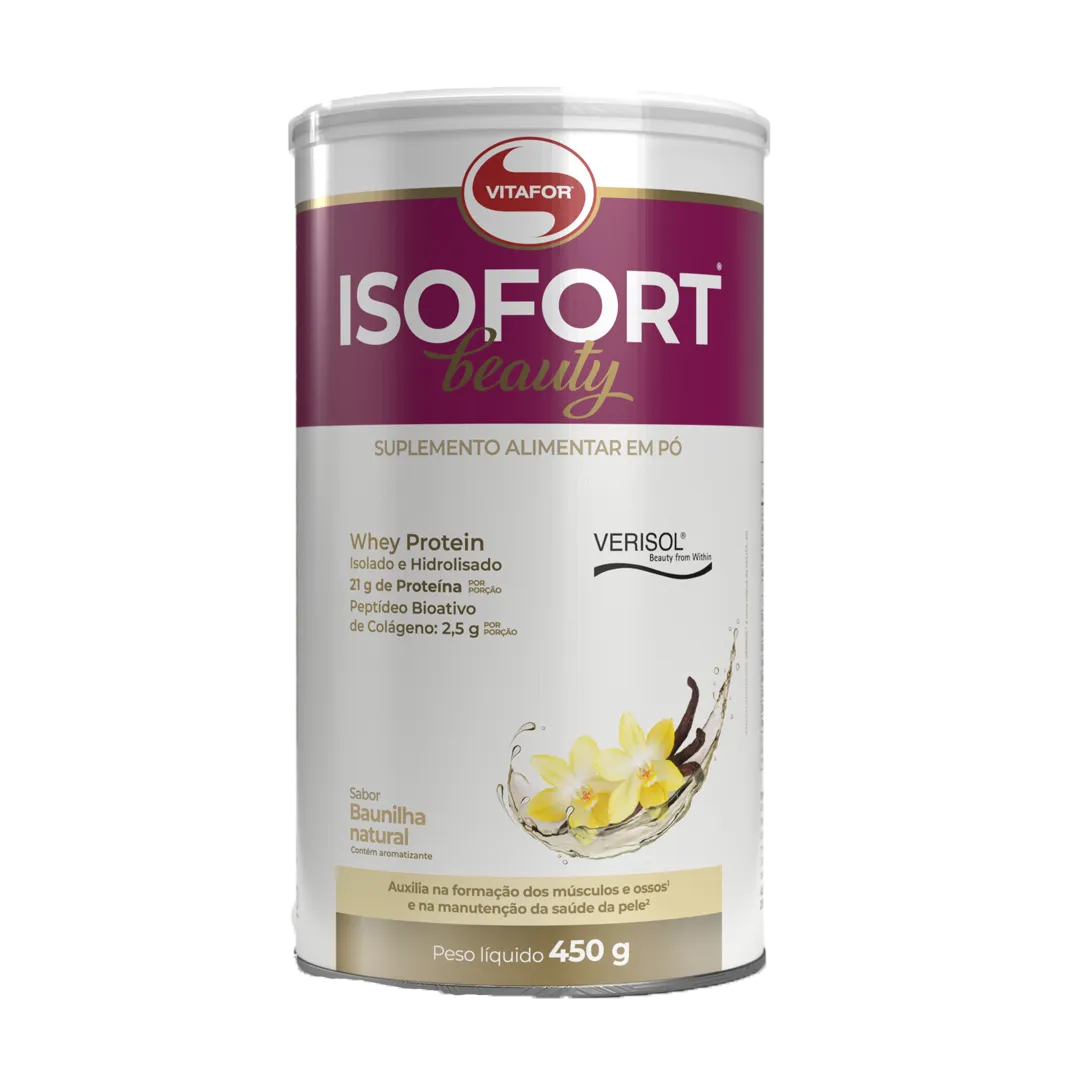 VITAFOR®
ISOFORT®
beauty
SUPLEMENTO ALIMENTAR EM PÓ
Whey Protein
Isolado e Hidrolisado
21 g de Proteína POR PORÇÃO
Peptídeo Bioativo
de Colágeno: 2,5 g POR PORÇÃO
VERISOL®
Beauty from Within
Sabor
Baunilha
natural
Contém aromatizante
Auxilia na formação dos músculos e ossos¹
e na manutenção da saúde da pele²
Peso líquido 450 g